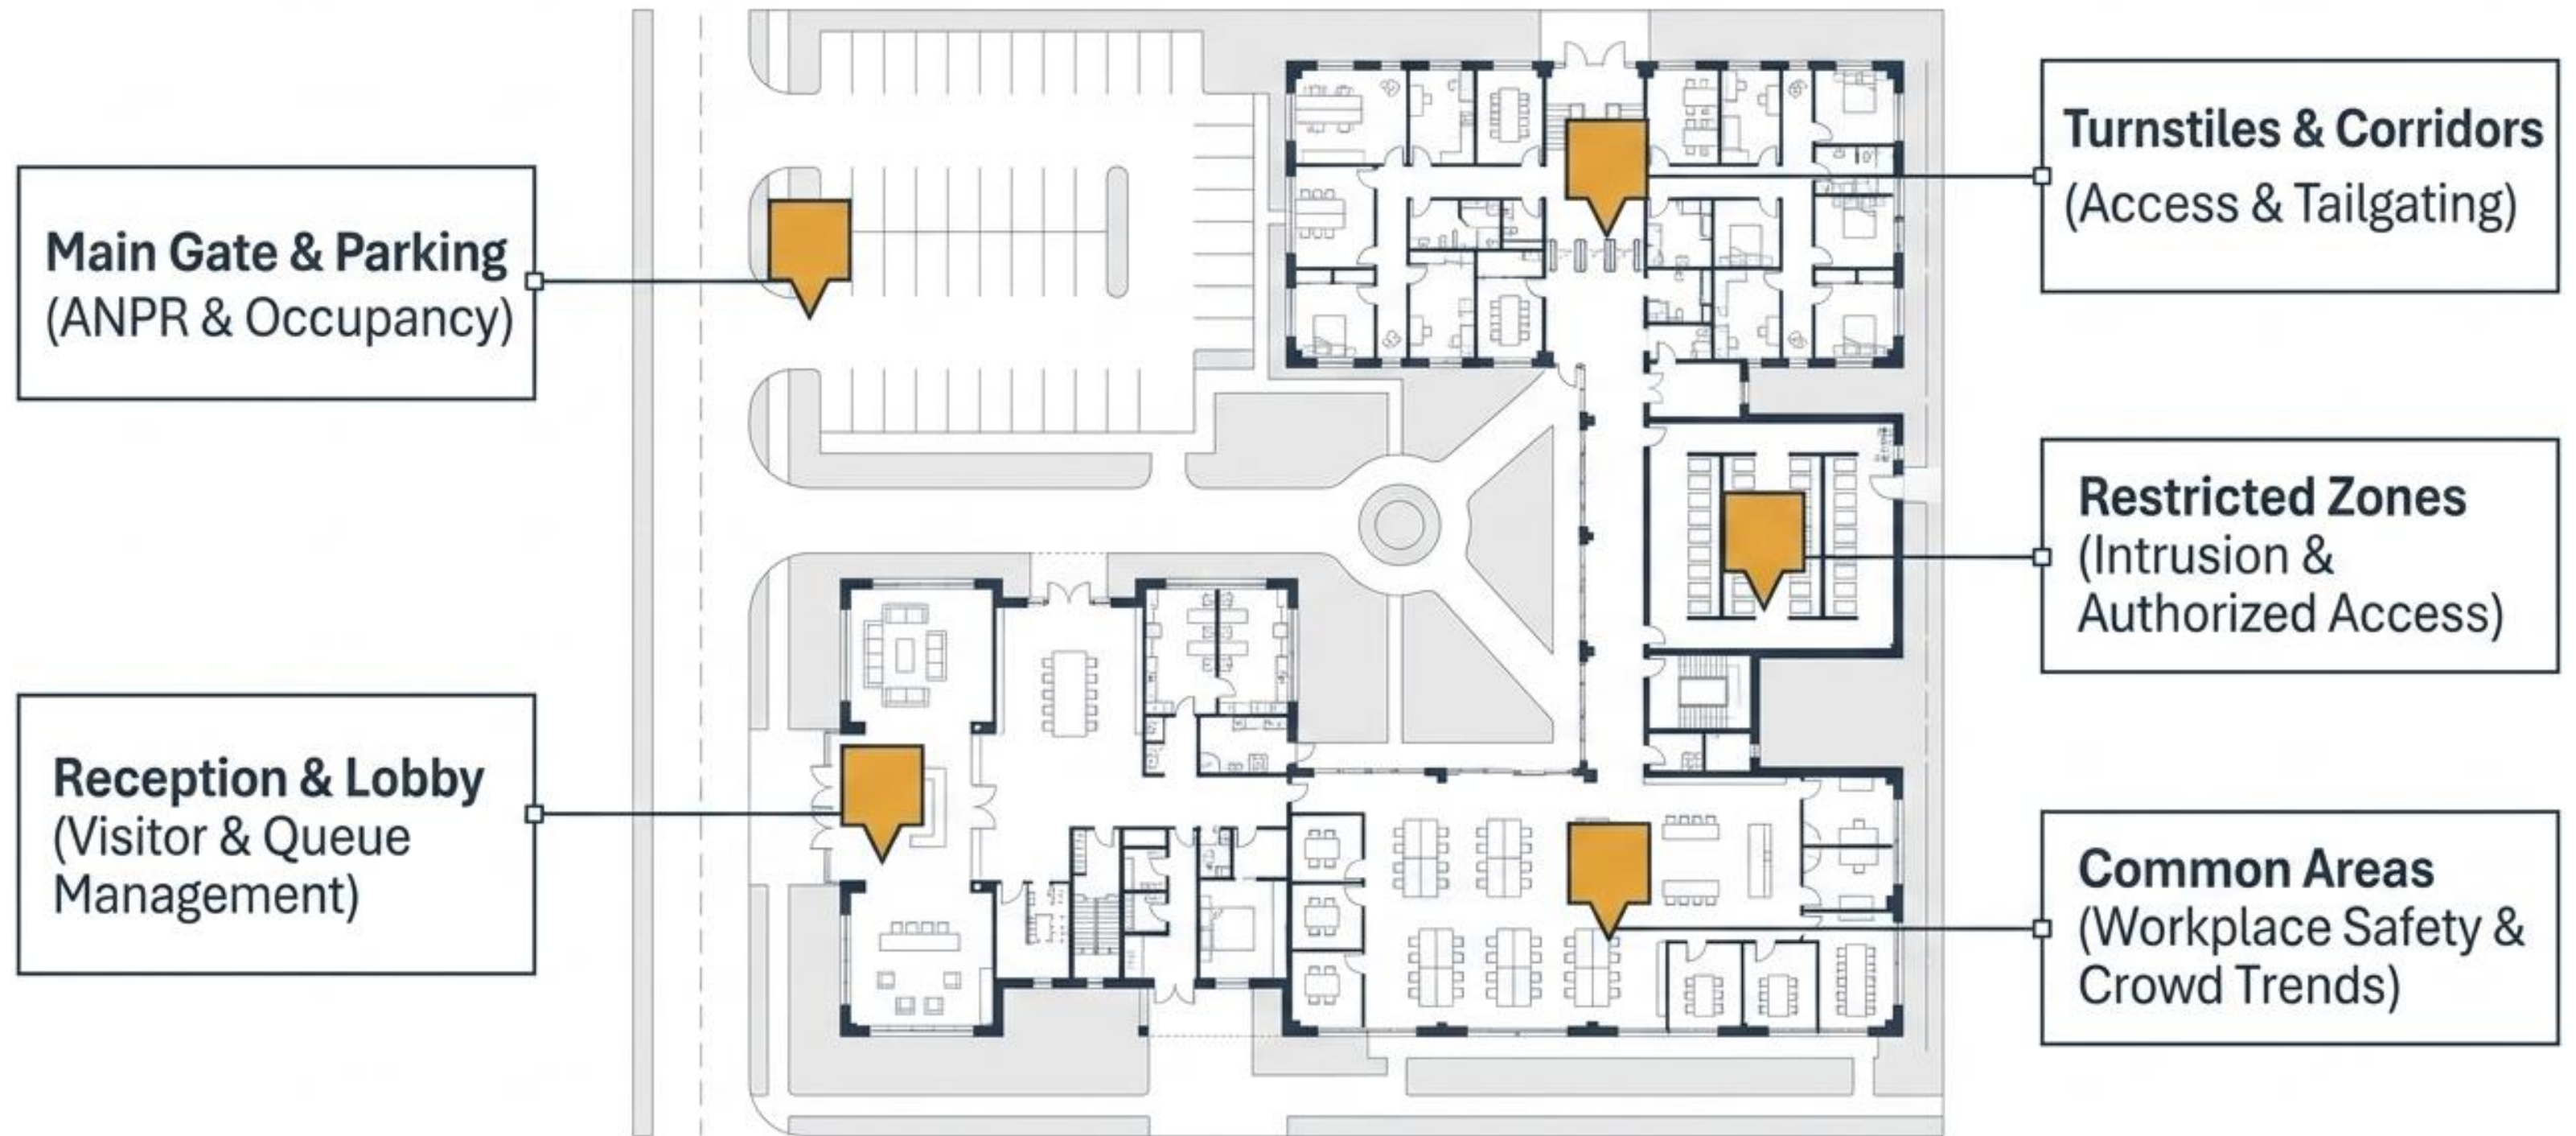 Main Gate & Parking
(ANPR & Occupancy)
Reception & Lobby
(Visitor & Queue
Management)
Turnstiles & Corridors
(Access & Tailgating)
Restricted Zones
(Intrusion &
Authorized Access)
Common Areas
(Workplace Safety &
Crowd Trends)